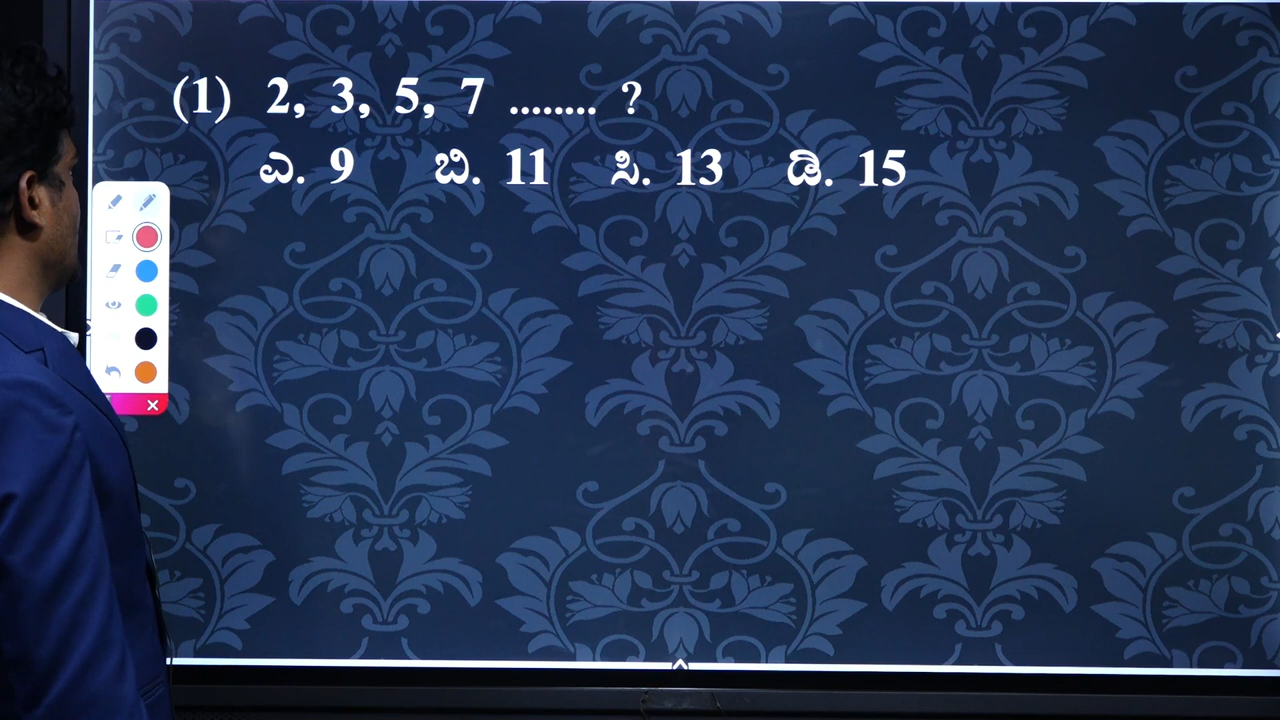 (1) 2, 3, 5, 7 ........ ?
ಎ. 9 ಬಿ. 11 ಸಿ. 13 ಡಿ. 15